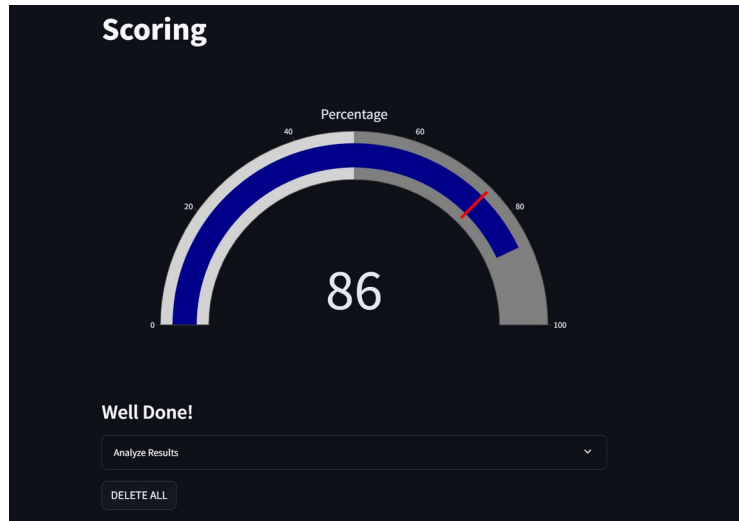 Scoring
Percentage
40
60
20
80
86
0
100
Well Done!
Analyze Results
DELETE ALL